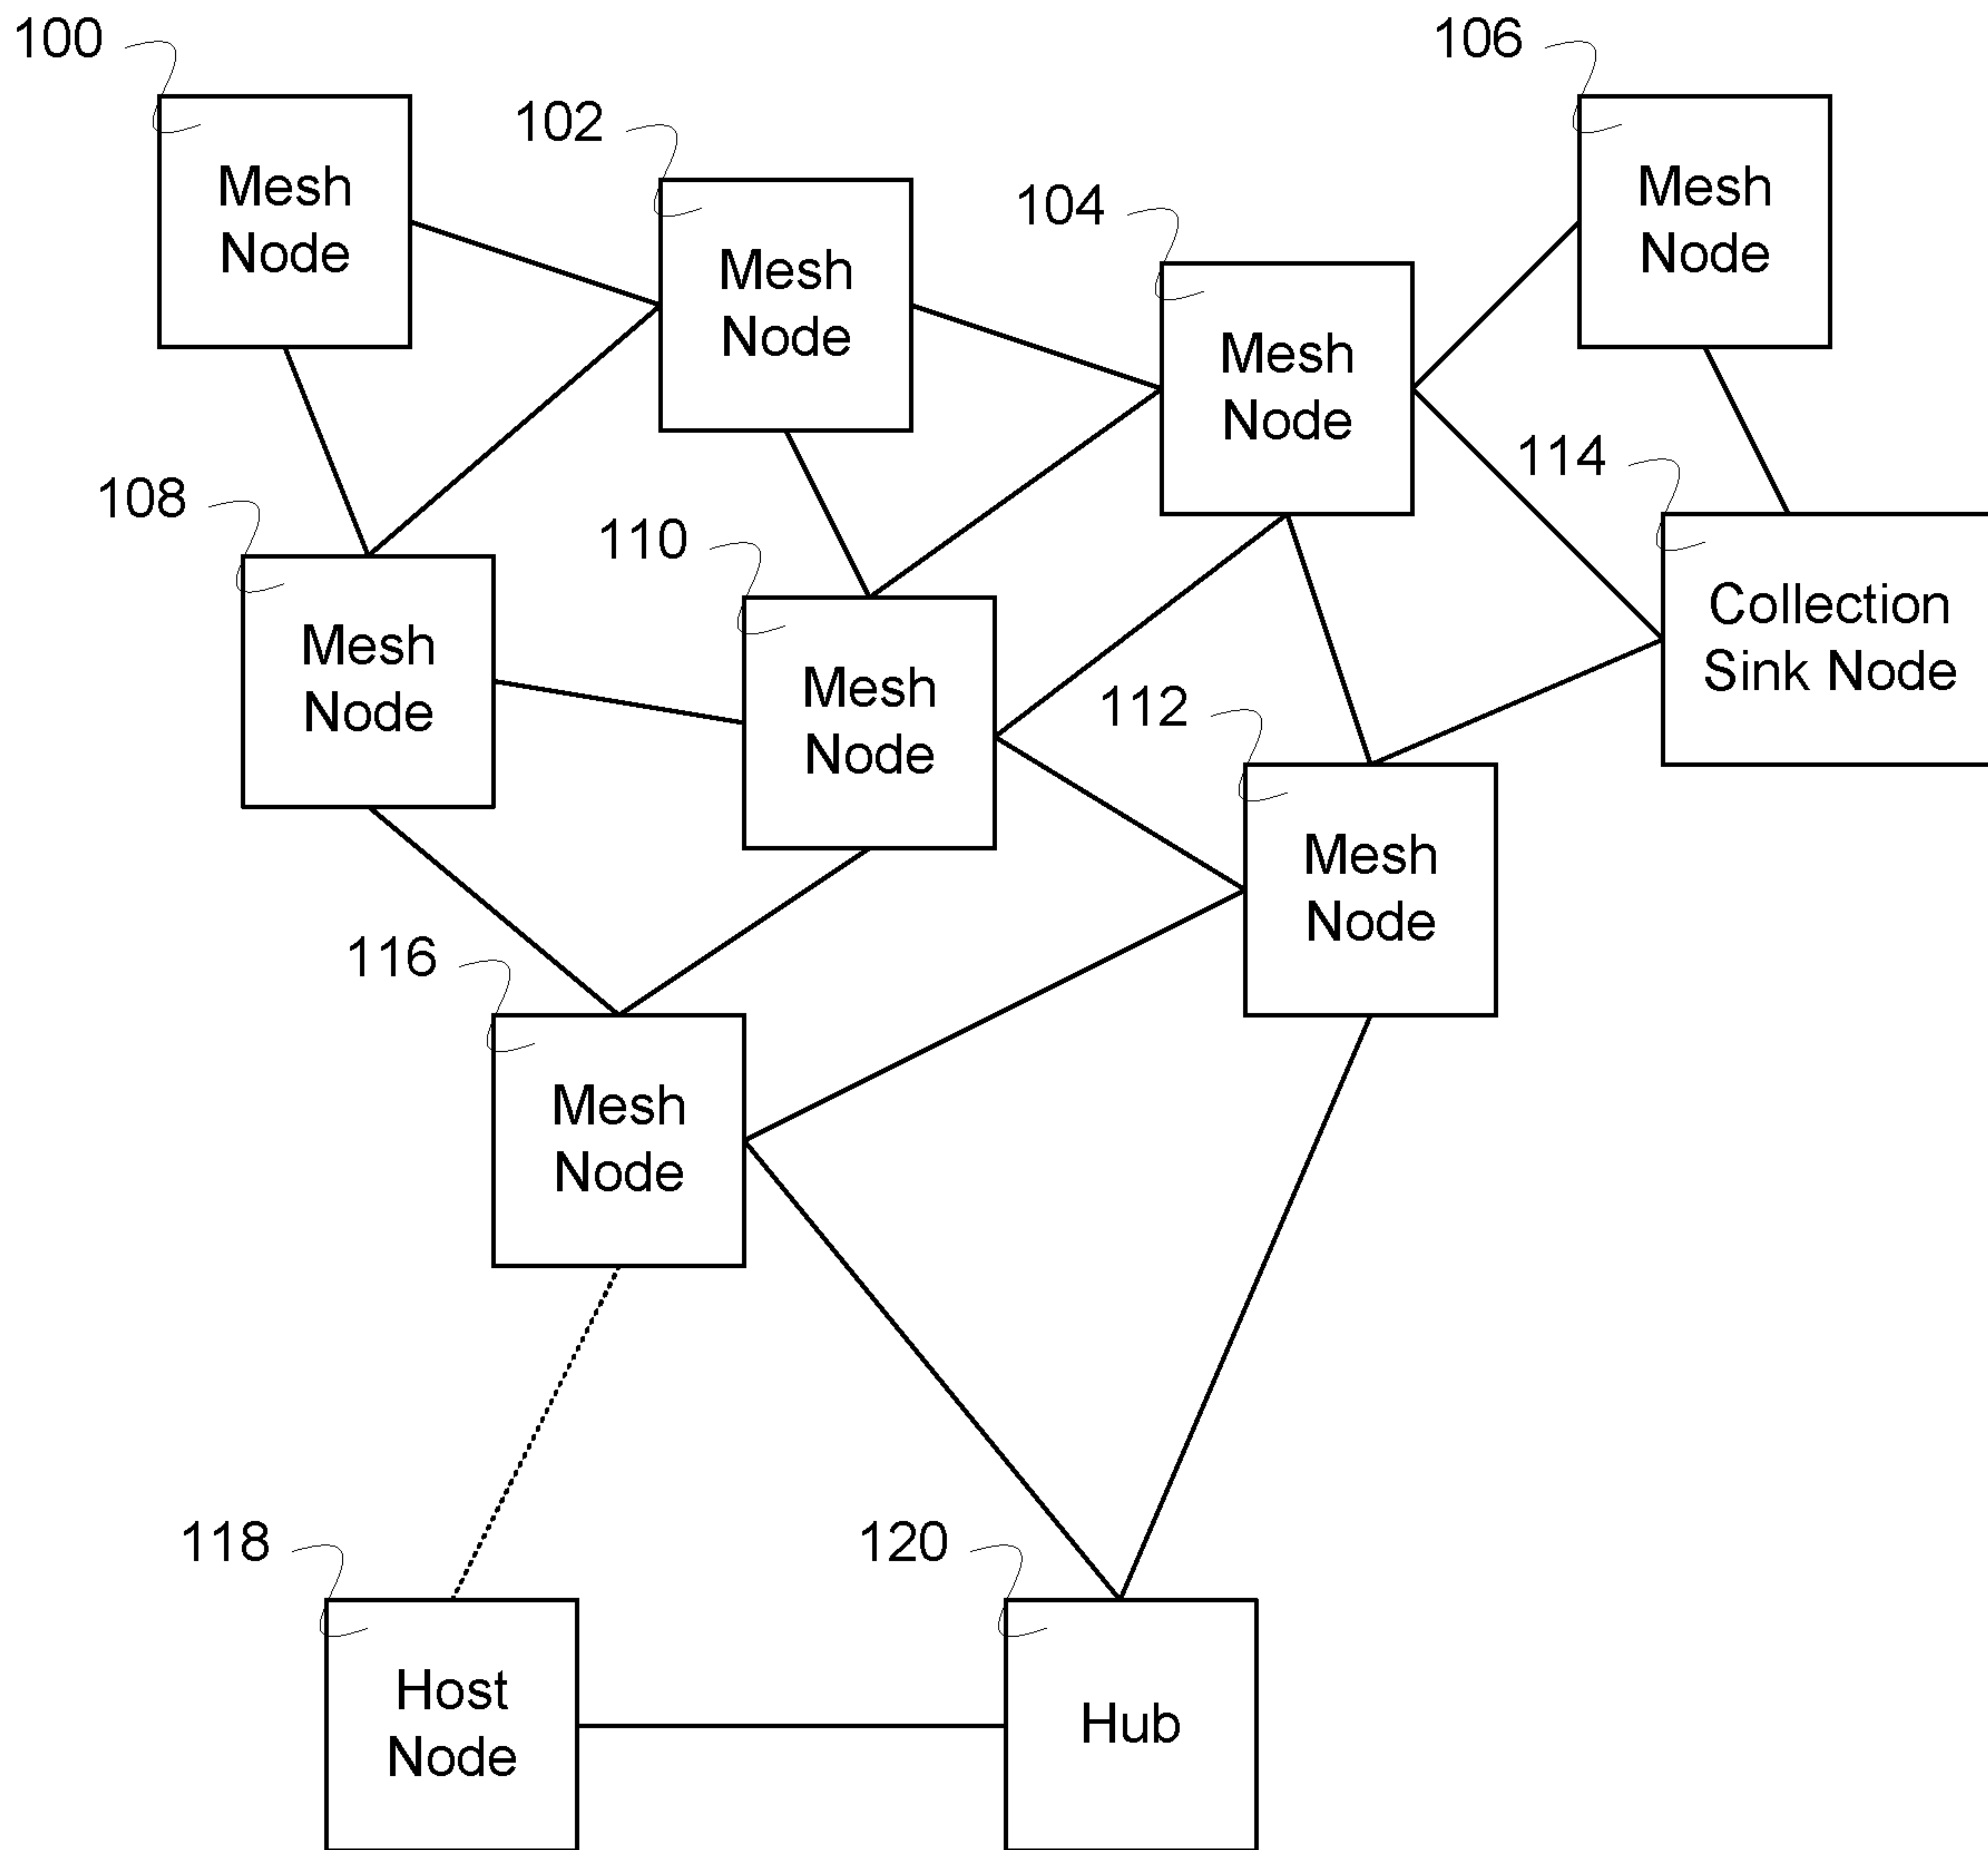 100
Mesh
Node
102
Mesh
Node
104
Mesh
Node
106
Mesh
Node
108
Mesh
Node
110
Mesh
Node
112
Mesh
Node
114
Collection
Sink Node
116
Mesh
Node
118
Host
Node
120
Hub